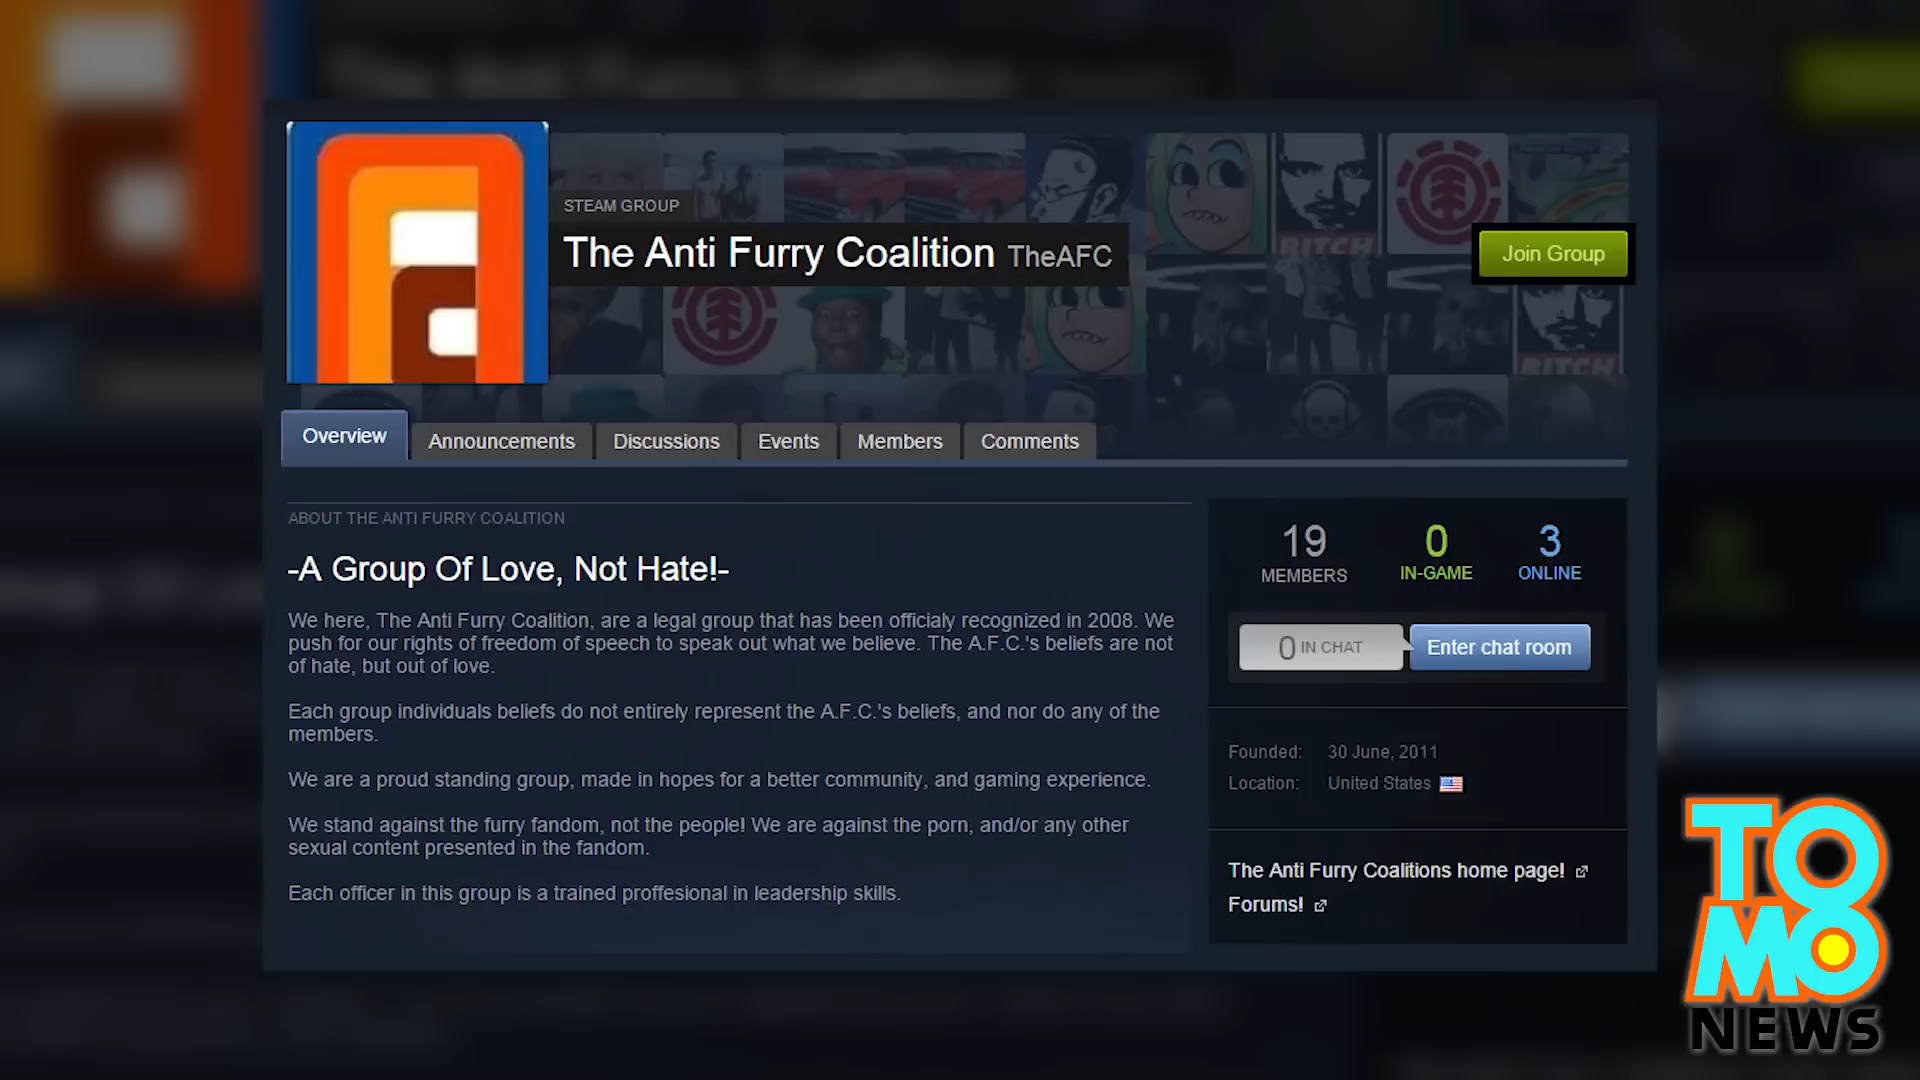 STEAM GROUP
The Anti Furry Coalition TheAFC
Join Group
BITCH
BITCH
Overview
Announcements
Discussions
Events
Members
Comments
ABOUT THE ANTI FURRY COALITION
-A Group Of Love, Not Hate!-
We here, The Anti Furry Coalition, are a legal group that has been officialy recognized in 2008. We
push for our rights of freedom of speech to speak out what we believe. The A.F.C.'s beliefs are not
of hate, but out of love.
Each group individuals beliefs do not entirely represent the A.F.C.'s beliefs, and nor do any of the
members.
We are a proud standing group, made in hopes for a better community, and gaming experience.
We stand against the furry fandom, not the people! We are against the porn, and/or any other
sexual content presented in the fandom.
Each officer in this group is a trained proffesional in leadership skills.
19 0 3
MEMBERS IN-GAME ONLINE
0 IN CHAT
Enter chat room
Founded: 30 June, 2011
Location: United States
The Anti Furry Coalitions home page!
Forums!
TOMO
NEWS